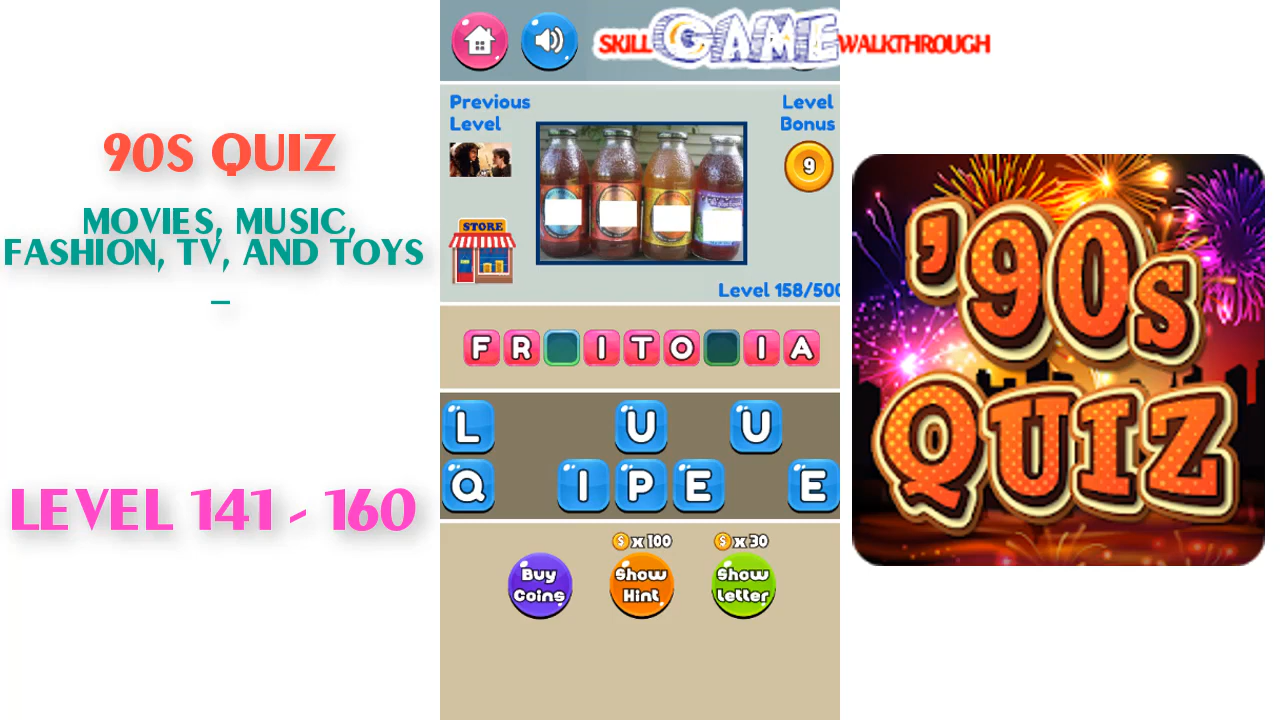 90S QUIZ
MOVIES, MUSIC,
FASHION, TV, AND TOYS
–
LEVEL 141 - 160
SKILL GAME WALKTHROUGH
Previous
Level
Level
Bonus
9
STORE
Level 158/500
F R I T O I A
L U U
Q I P E E
$ x 100
$ x 30
Buy
Coins
Show
Hint
Show
Letter
'90s
QUIZ